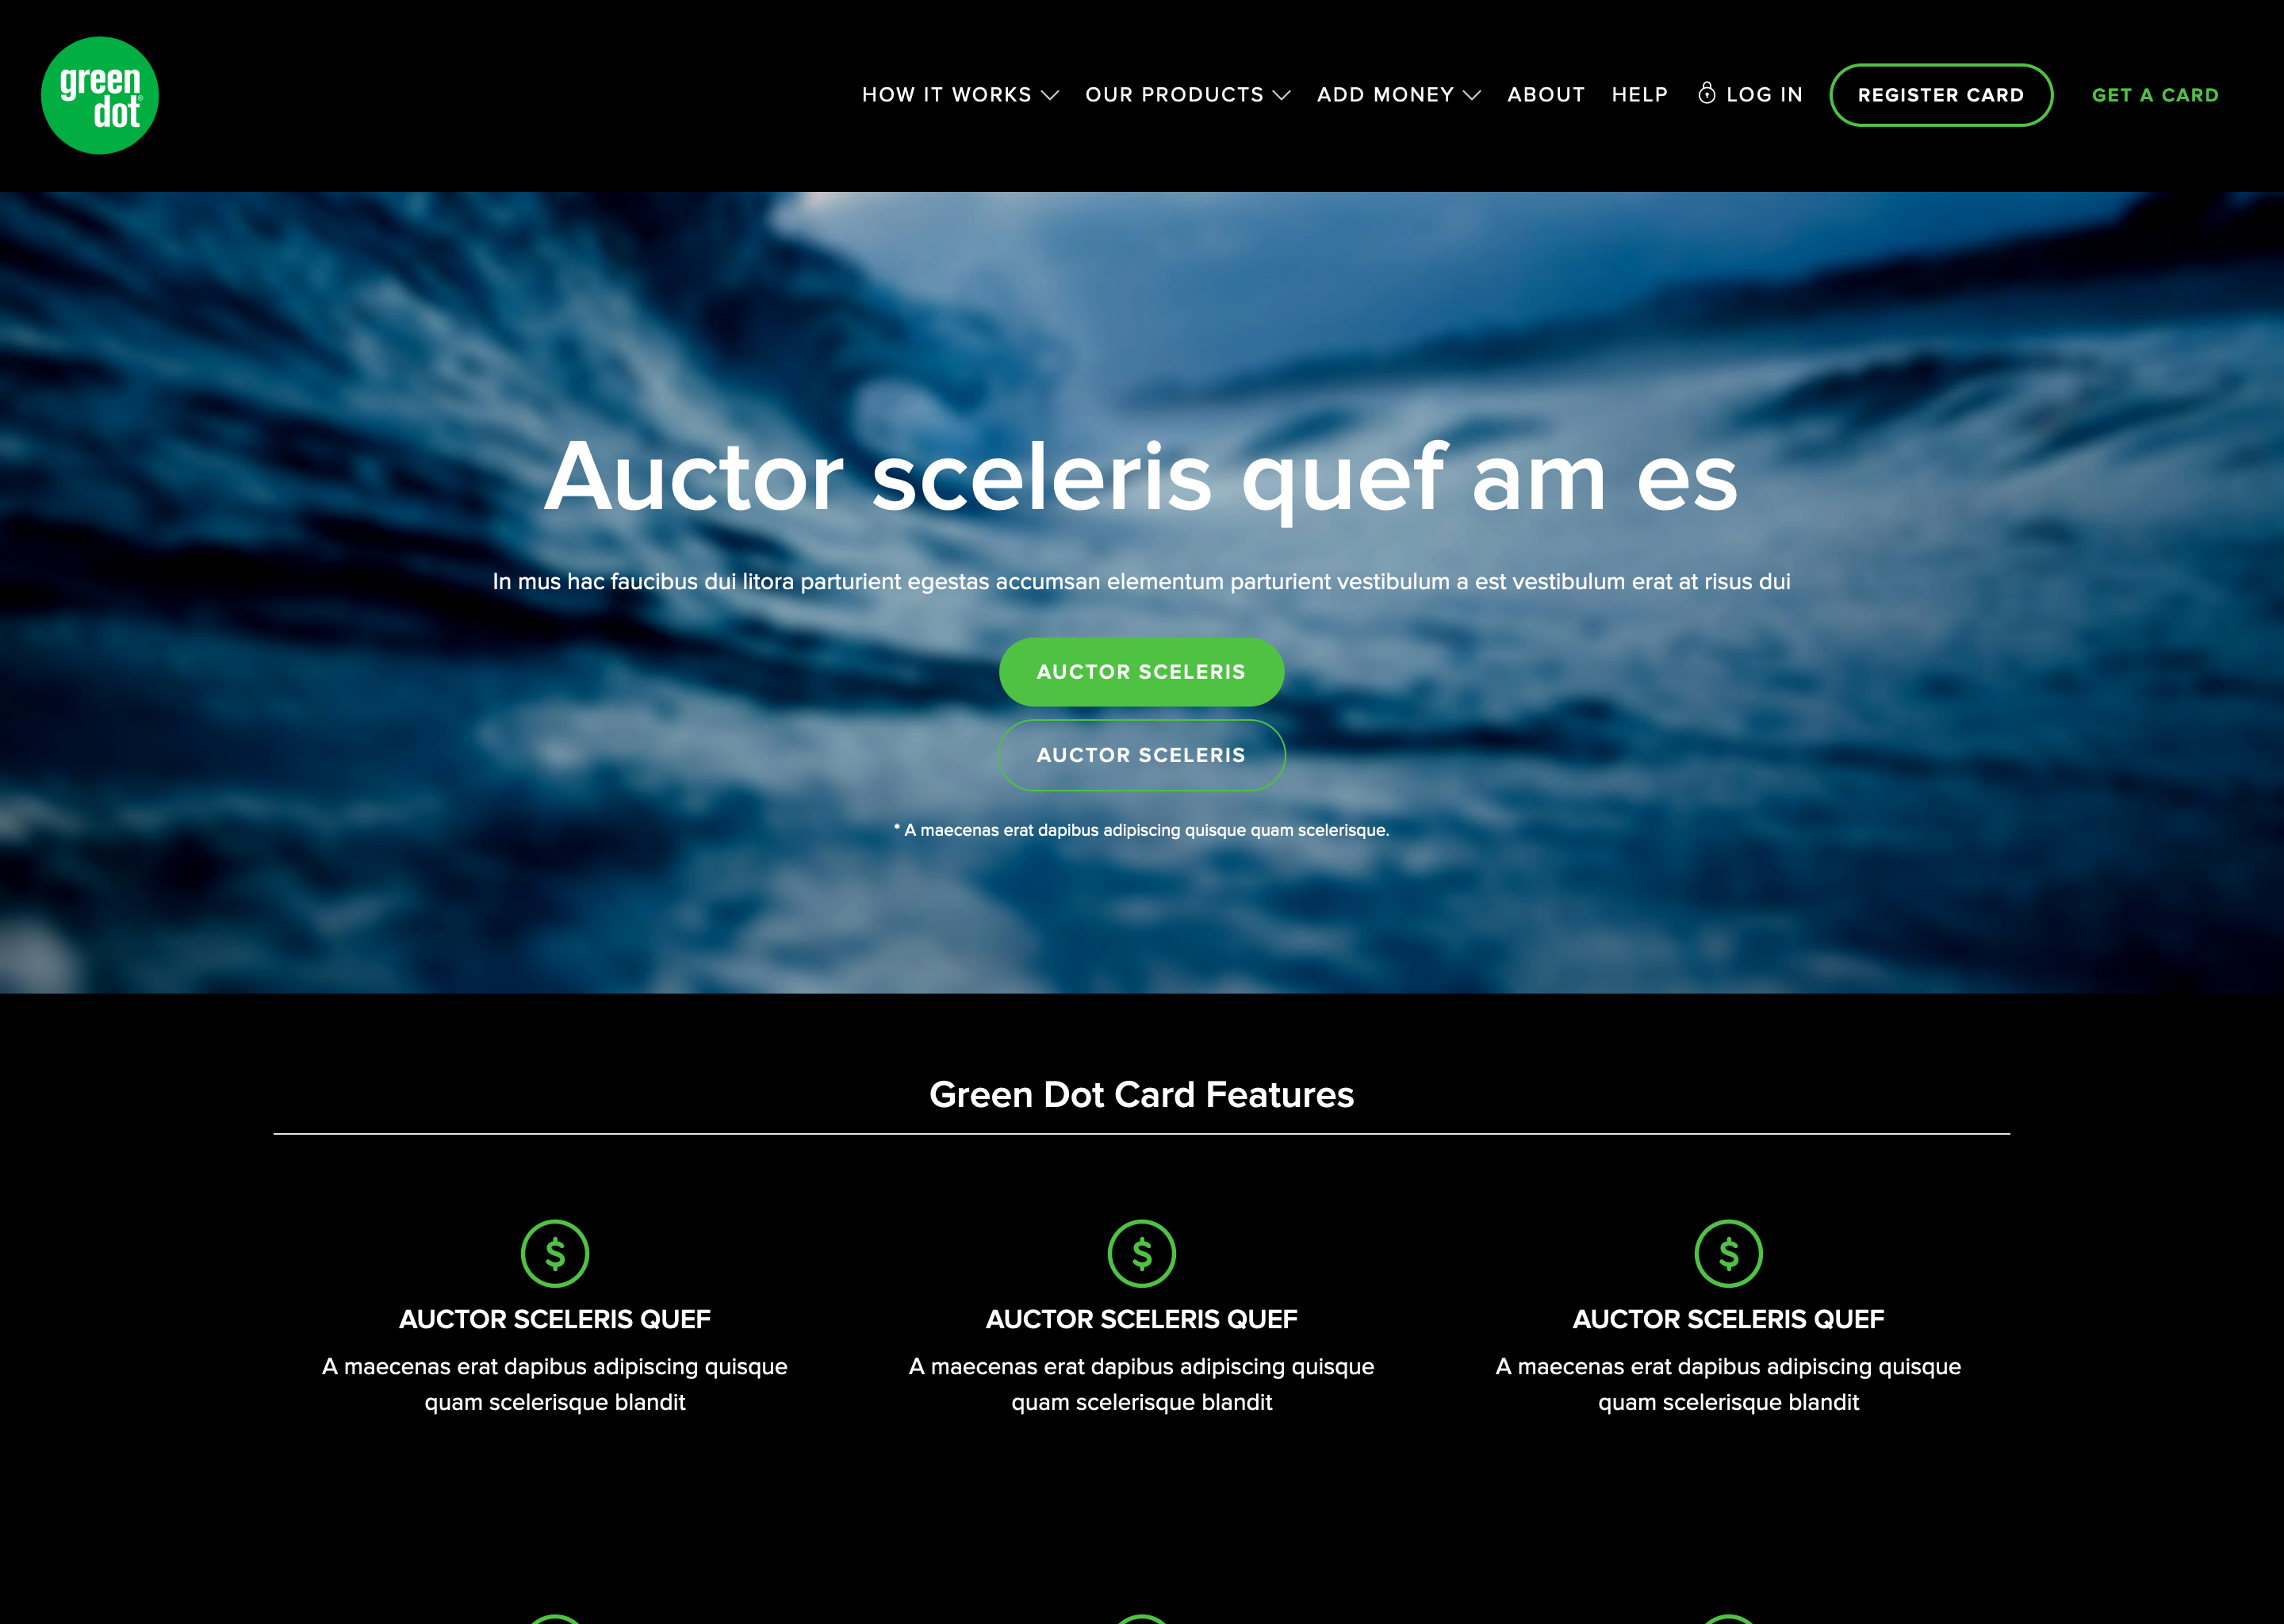 green
dot®
HOW IT WORKS OUR PRODUCTS ADD MONEY ABOUT HELP LOG IN REGISTER CARD GET A CARD
Auctor sceleris quef am es
In mus hac faucibus dui litora parturient egestas accumsan elementum parturient vestibulum a est vestibulum erat at risus dui
AUCTOR SCELERIS
AUCTOR SCELERIS
* A maecenas erat dapibus adipiscing quisque quam scelerisque.
Green Dot Card Features
$
AUCTOR SCELERIS QUEF
A maecenas erat dapibus adipiscing quisque
quam scelerisque blandit
$
AUCTOR SCELERIS QUEF
A maecenas erat dapibus adipiscing quisque
quam scelerisque blandit
$
AUCTOR SCELERIS QUEF
A maecenas erat dapibus adipiscing quisque
quam scelerisque blandit